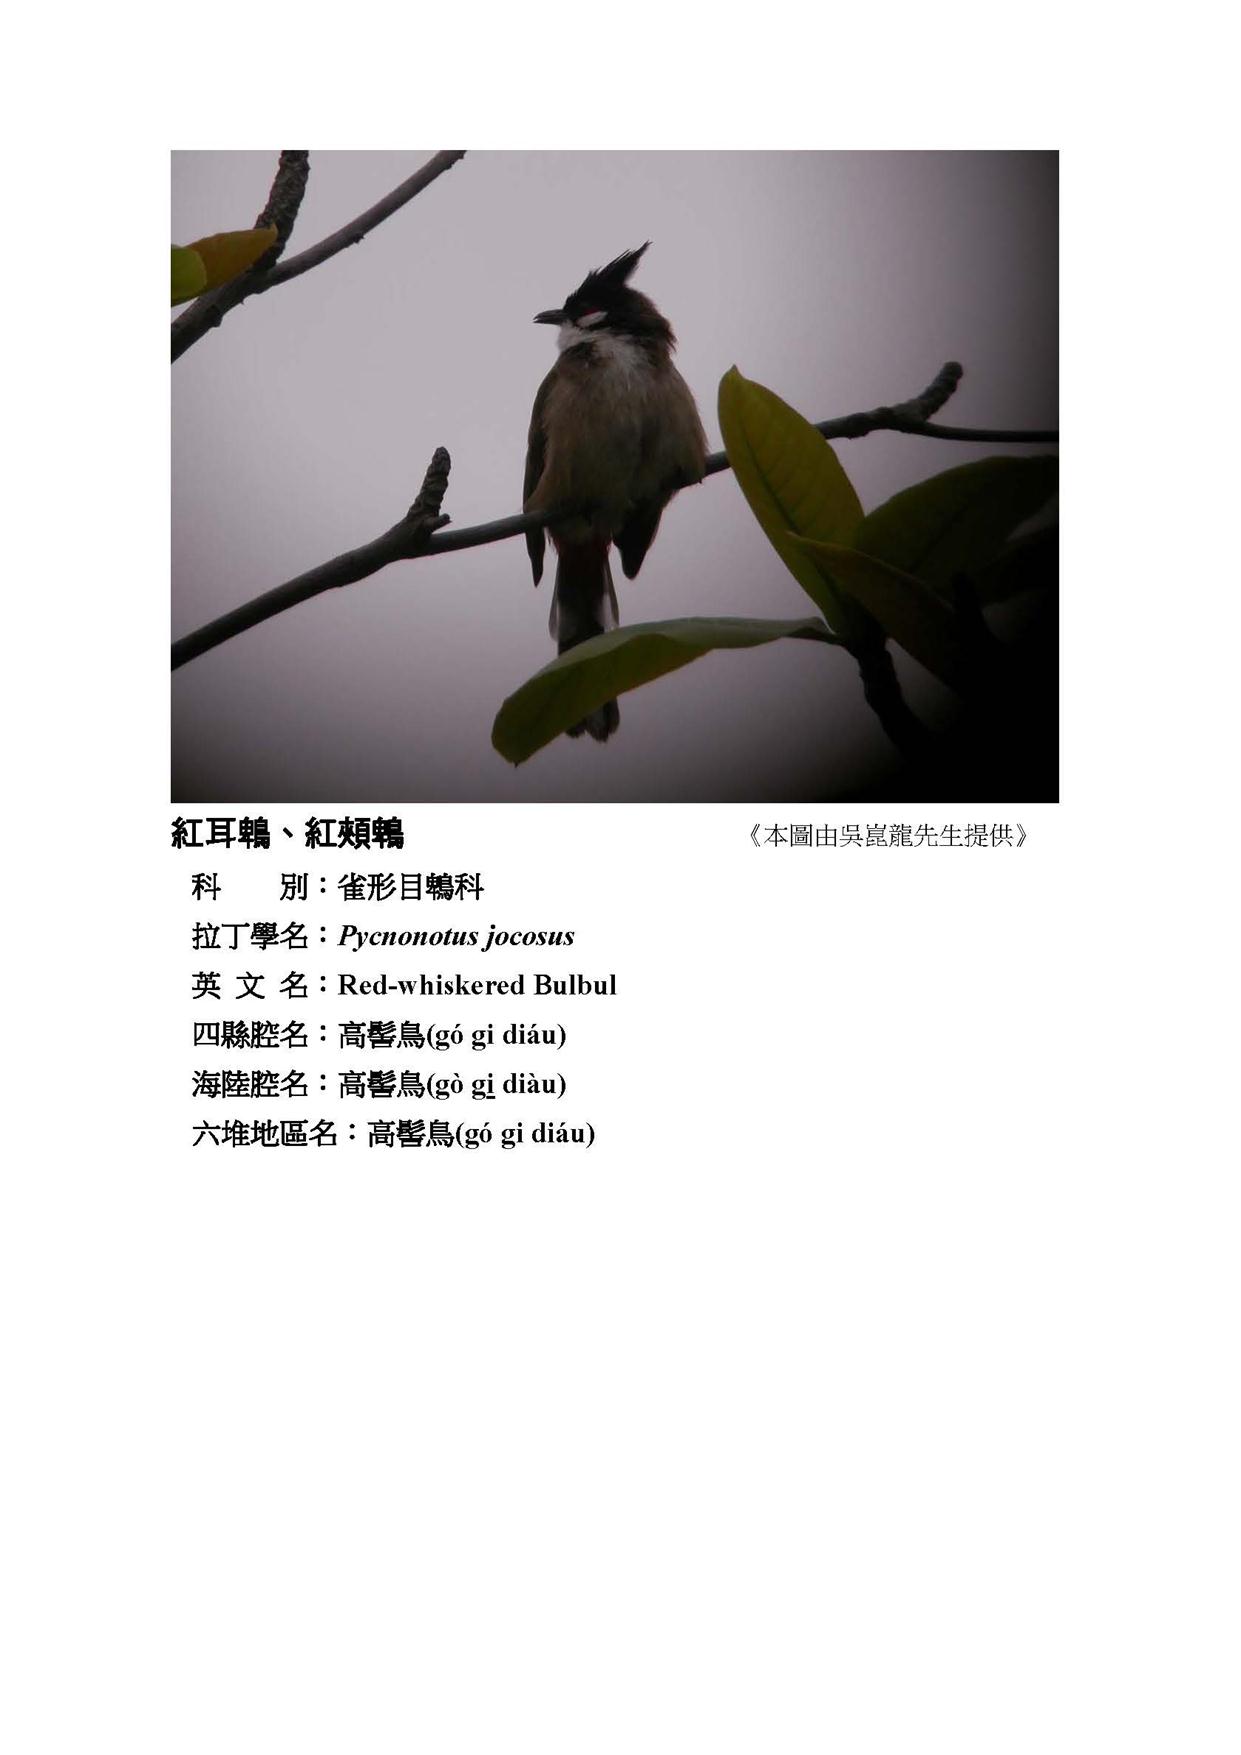 紅耳鵯、紅頰鵯 《本圖由吳崑龍先生提供》
科 別：雀形目鵯科
拉丁學名：Pycnonotus jocosus
英 文 名：Red-whiskered Bulbul
四縣腔名：高髻鳥(gó gi diáu)
海陸腔名：高髻鳥(gò gi diàu)
六堆地區名：高髻鳥(gó gi diáu)